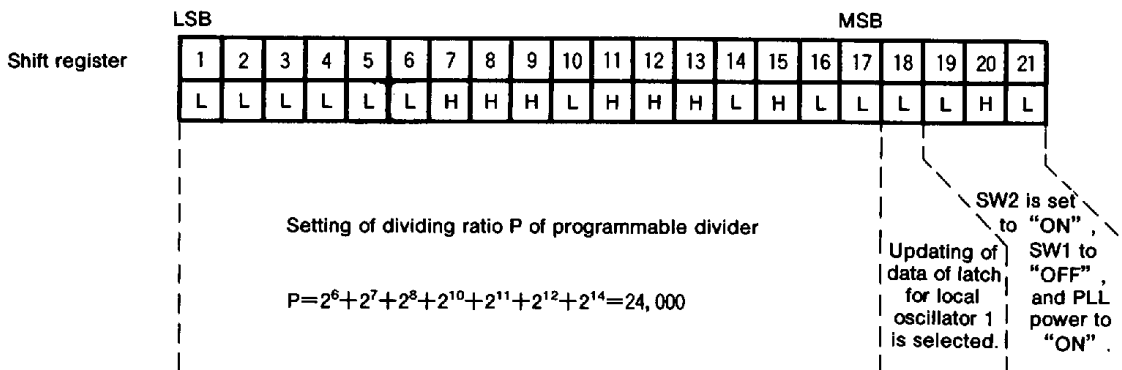 LSB MSB
Shift register 1 2 3 4 5 6 7 8 9 10 11 12 13 14 15 16 17 18 19 20 21
L L L L L L H H H L H H H L H L L L L H L
Setting of dividing ratio P of programmable divider
P=2⁶+2⁷+2⁸+2¹⁰+2¹¹+2¹²+2¹⁴=24,000
Updating of
data of latch
for local
oscillator 1
is selected.
SW2 is set
to “ON”,
SW1 to
“OFF”,
and PLL
power to
“ON”.